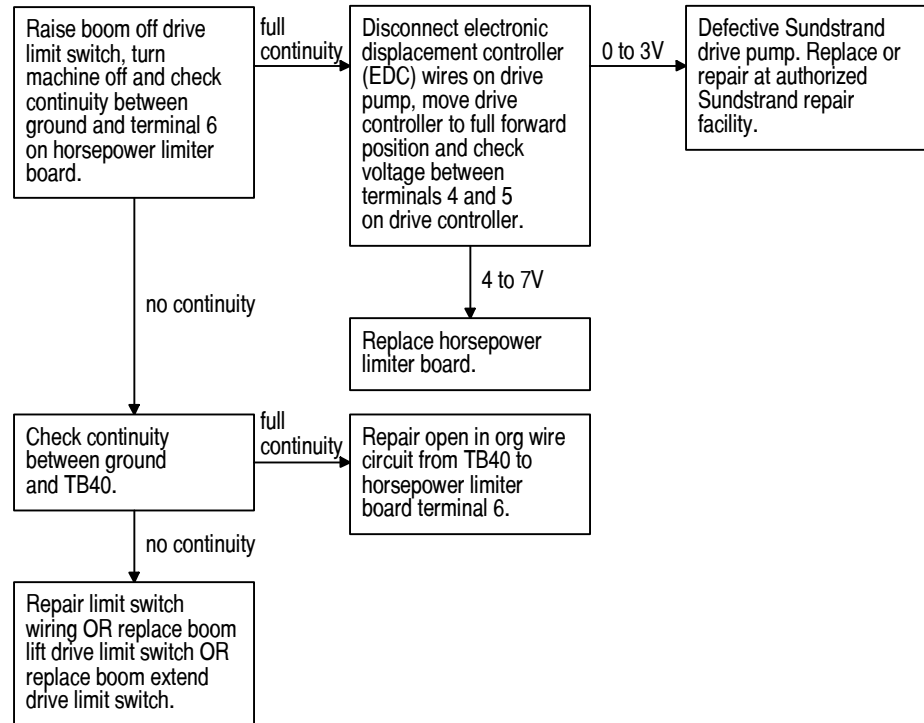 Raise boom off drive
limit switch, turn
machine off and check
continuity between
ground and terminal 6
on horsepower limiter
board.
full
continuity
Disconnect electronic
displacement controller
(EDC) wires on drive
pump, move drive
controller to full forward
position and check
voltage between
terminals 4 and 5
on drive controller.
0 to 3V
Defective Sundstrand
drive pump. Replace or
repair at authorized
Sundstrand repair
facility.
4 to 7V
no continuity
Replace horsepower
limiter board.
Check continuity
between ground
and TB40.
full
continuity
Repair open in org wire
circuit from TB40 to
horsepower limiter
board terminal 6.
no continuity
Repair limit switch
wiring OR replace boom
lift drive limit switch OR
replace boom extend
drive limit switch.